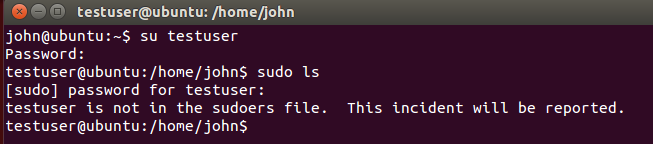 testuser@ubuntu: /home/john
john@ubuntu:~$ su testuser
Password:
testuser@ubuntu:/home/john$ sudo ls
[sudo] password for testuser:
testuser is not in the sudoers file.  This incident will be reported.
testuser@ubuntu:/home/john$